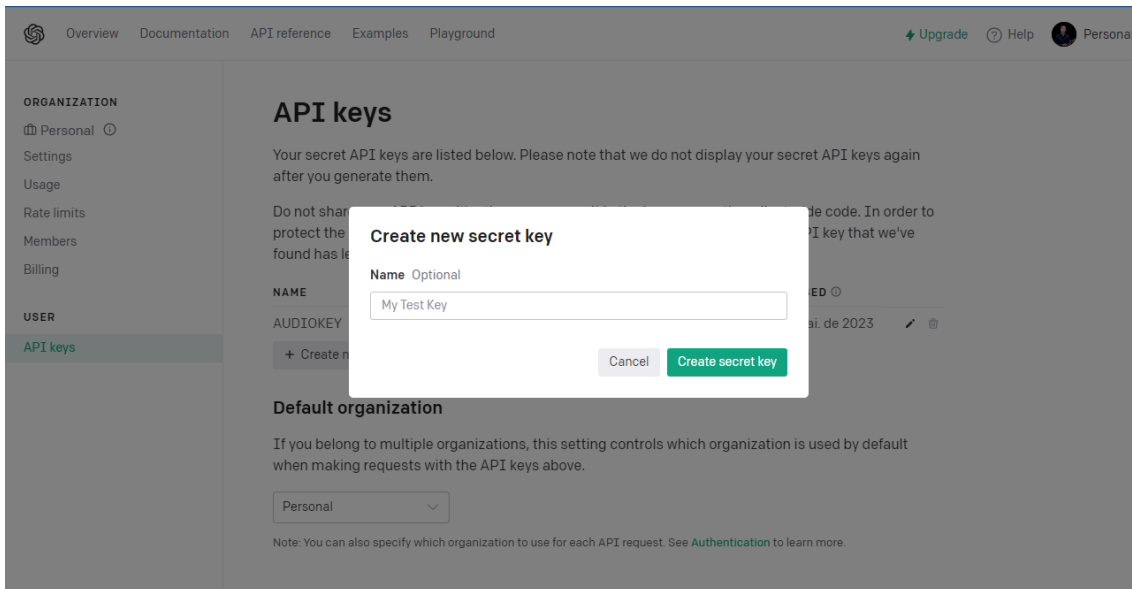 Overview Documentation API reference Examples Playground Upgrade Help Personal
ORGANIZATION
Personal
Settings
Usage
Rate limits
Members
Billing
USER
API keys
API keys
Your secret API keys are listed below. Please note that we do not display your secret API keys again
after you generate them.
Do not shar de code. In order to
protect the PI key that we've
found has le
NAME ED
AUDIOKEY ai. de 2023
+ Create n
Create new secret key
Name Optional
My Test Key
Cancel Create secret key
Default organization
If you belong to multiple organizations, this setting controls which organization is used by default
when making requests with the API keys above.
Personal
Note: You can also specify which organization to use for each API request. See Authentication to learn more.